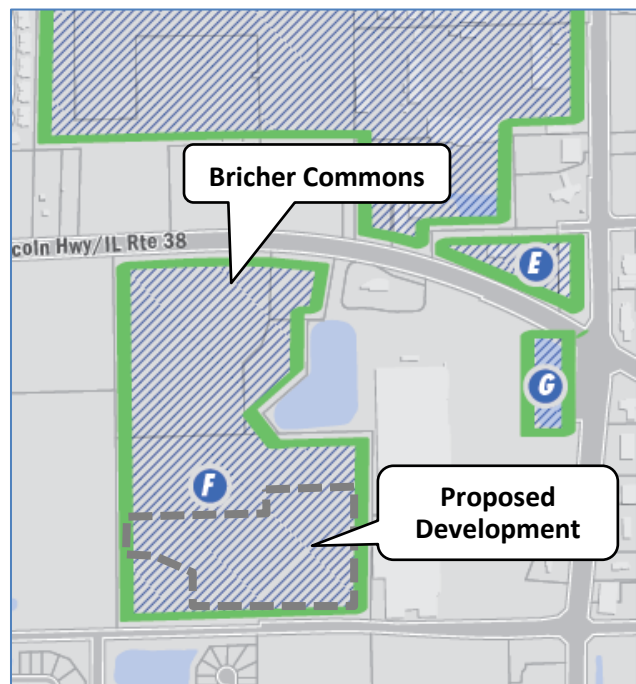 Bricher Commons
coln Hwy/IL Rte 38
E
G
F
Proposed
Development